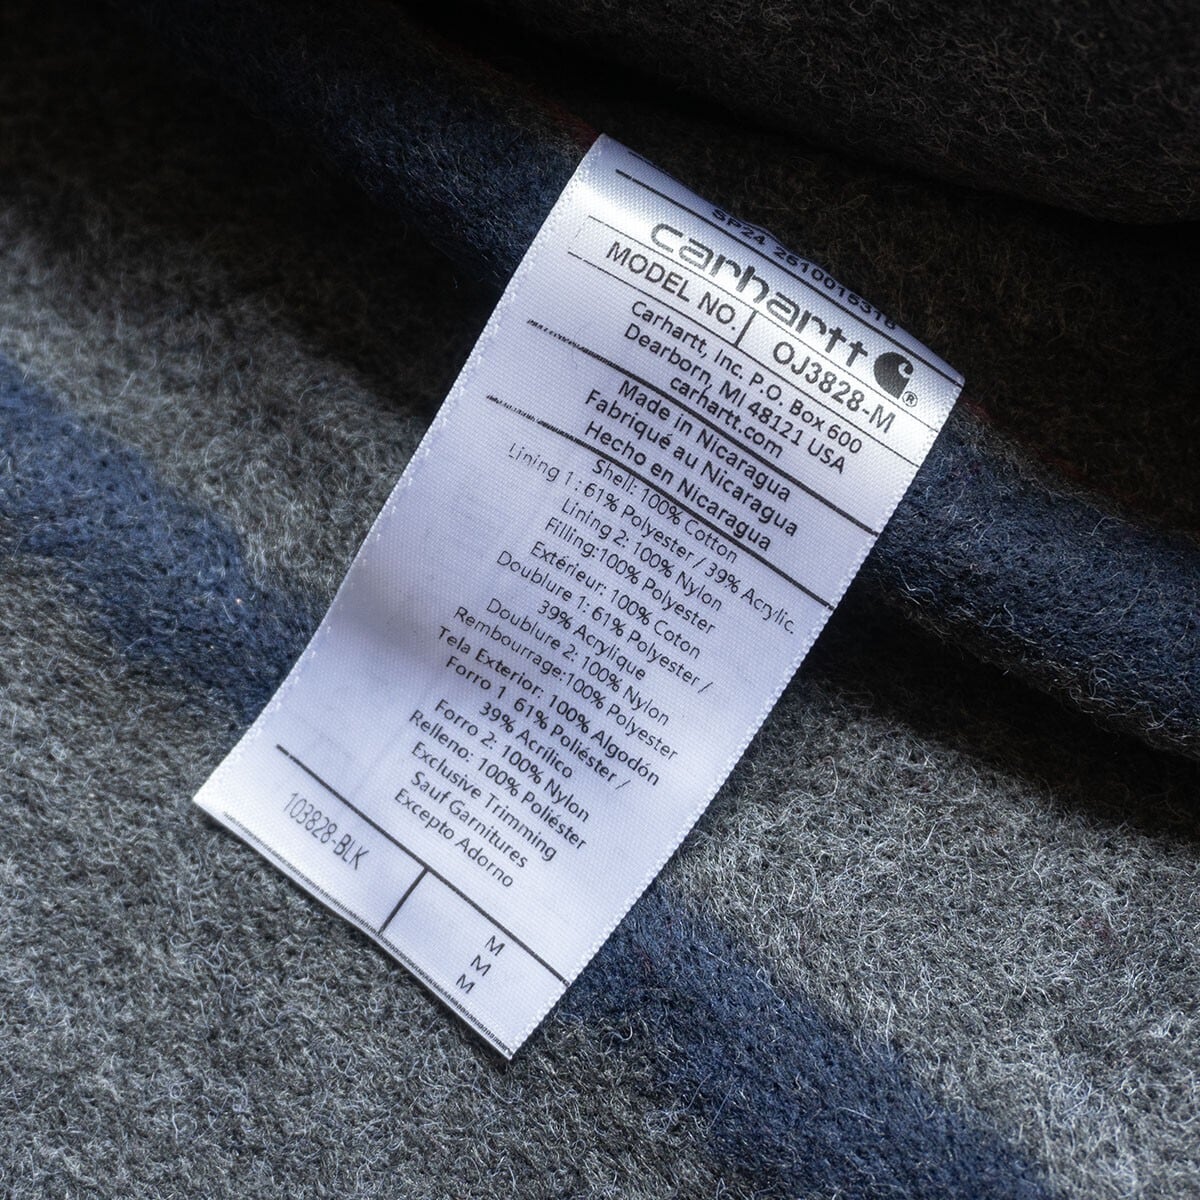 SP24 2610015318
carhartt
MODEL NO. OJ3828-M
Carhartt, Inc. P.O. Box 600
Dearborn, MI 48121 USA
carhartt.com
Made in Nicaragua
Fabriqué au Nicaragua
Hecho en Nicaragua
Shell: 100% Cotton
Lining 1: 61% Polyester / 39% Acrylic.
Lining 2: 100% Nylon
Filling:100% Polyester
Extérieur: 100% Coton
Doublure 1: 61% Polyester /
39% Acrylique
Doublure 2: 100% Nylon
Rembourrage:100% Polyester
Tela Exterior: 100% Algodón
Forro 1 61% Poliéster /
39% Acrilico
Forro 2: 100% Nylon
Relleno: 100% Poliéster
Exclusive Trimming
Sauf Garnitures
Excepto Adorno
103828-BLK
M
M
M